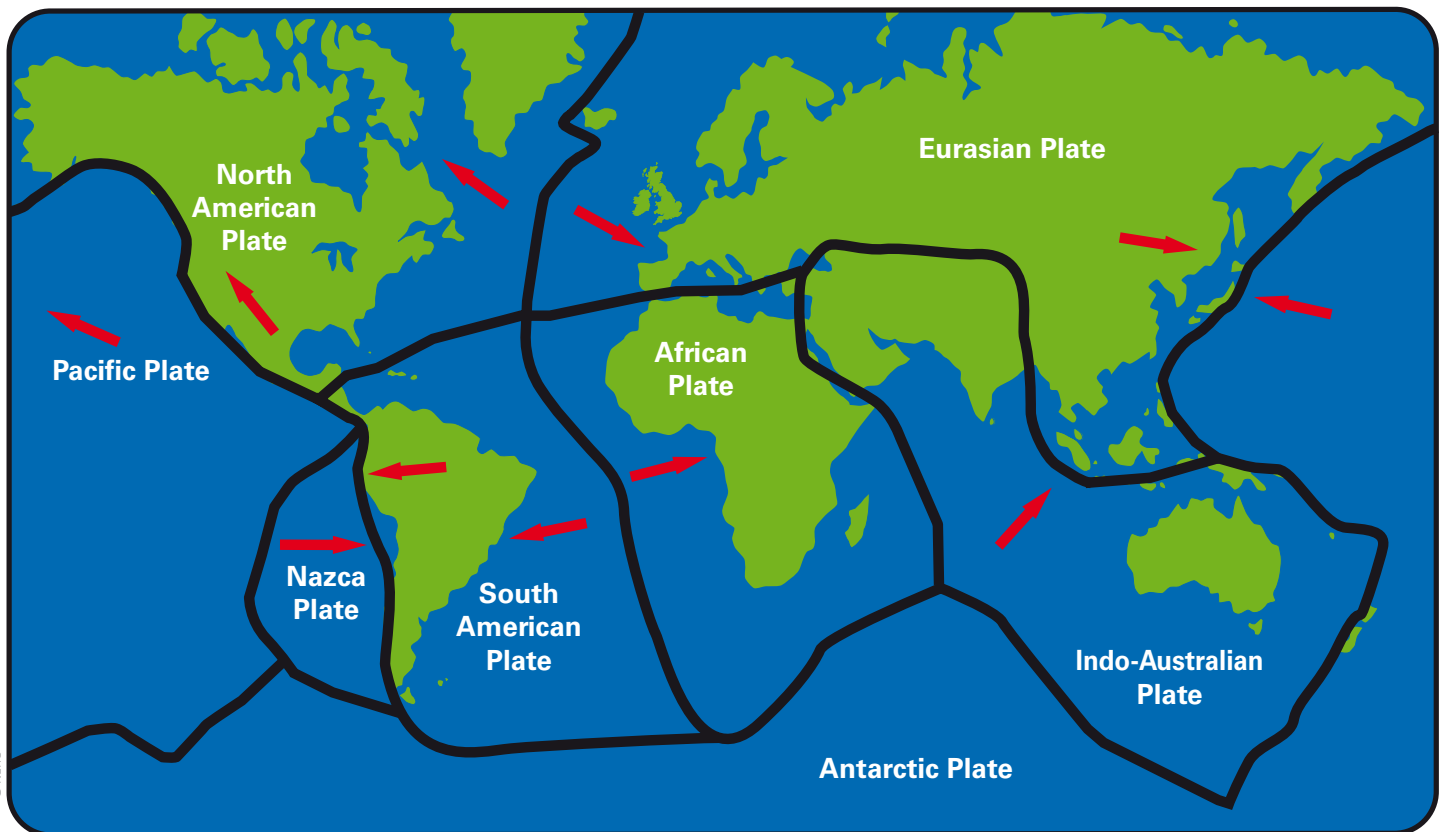 Eurasian Plate
North
American
Plate
African
Plate
Pacific Plate
Nazca
Plate
South
American
Plate
Indo-Australian
Plate
Antarctic Plate